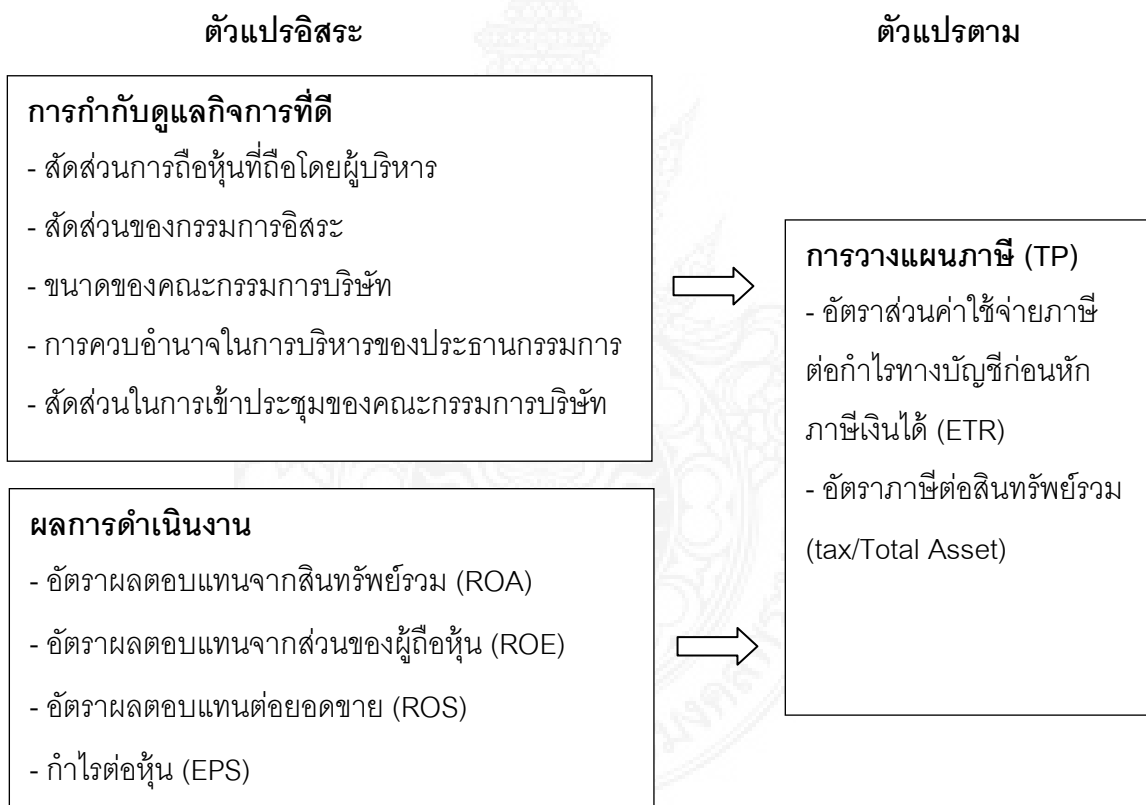 ตัวแปรอิสระ
ตัวแปรตาม
การกำกับดูแลกิจการที่ดี
- สัดส่วนการถือหุ้นที่ถือโดยผู้บริหาร
- สัดส่วนของกรรมการอิสระ
- ขนาดของคณะกรรมการบริษัท
- การควบอำนาจในการบริหารของประธานกรรมการ
- สัดส่วนในการเข้าประชุมของคณะกรรมการบริษัท
ผลการดำเนินงาน
- อัตราผลตอบแทนจากสินทรัพย์รวม (ROA)
- อัตราผลตอบแทนจากส่วนของผู้ถือหุ้น (ROE)
- อัตราผลตอบแทนต่อยอดขาย (ROS)
- กำไรต่อหุ้น (EPS)
การวางแผนภาษี (TP)
- อัตราส่วนค่าใช้จ่ายภาษี
ต่อกำไรทางบัญชีก่อนหัก
ภาษีเงินได้ (ETR)
- อัตราภาษีต่อสินทรัพย์รวม
(tax/Total Asset)